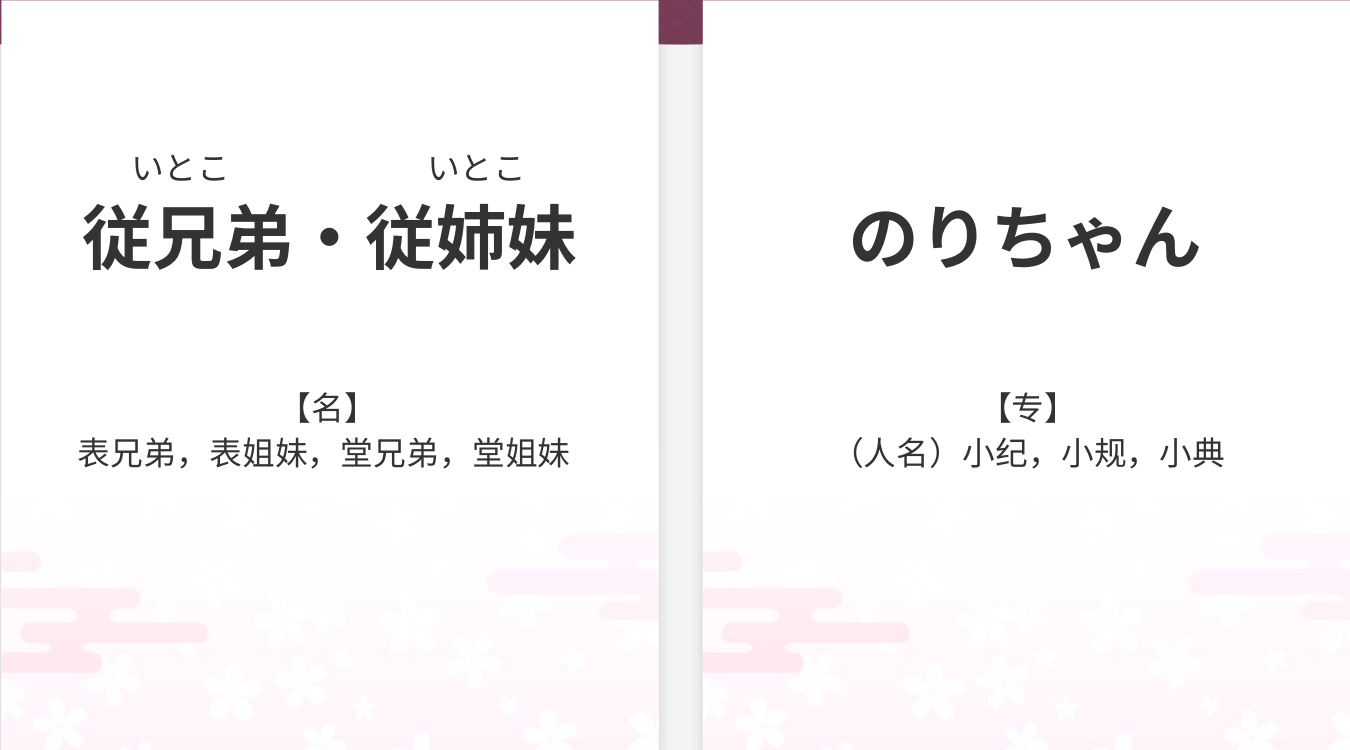 いとこ いとこ
従兄弟・従姉妹
【名】
表兄弟，表姐妹，堂兄弟，堂姐妹
のりちゃん
【专】
（人名）小纪，小规，小典